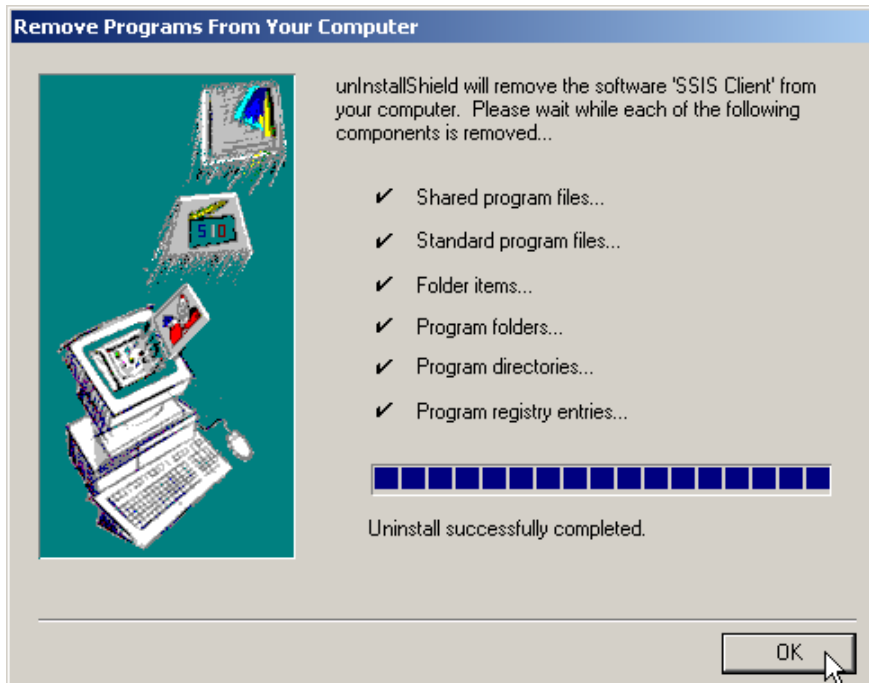 Remove Programs From Your Computer
unInstallShield will remove the software 'SSIS Client' from
your computer.  Please wait while each of the following
components is removed...
Shared program files...
Standard program files...
Folder items...
Program folders...
Program directories...
Program registry entries...
Uninstall successfully completed.
OK